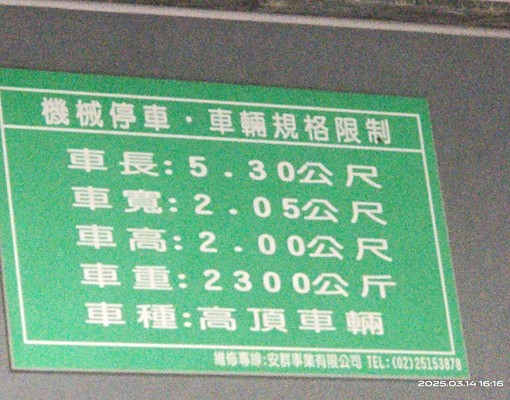 機械停車・車輛規格限制
車長:5.30公尺
車寬:2.05公尺
車高:2.00公尺
車重:2300公斤
車種:高頂車輛
維修專線:安群事業有限公司 TEL:(02)25153878
2025.03.14 16:16